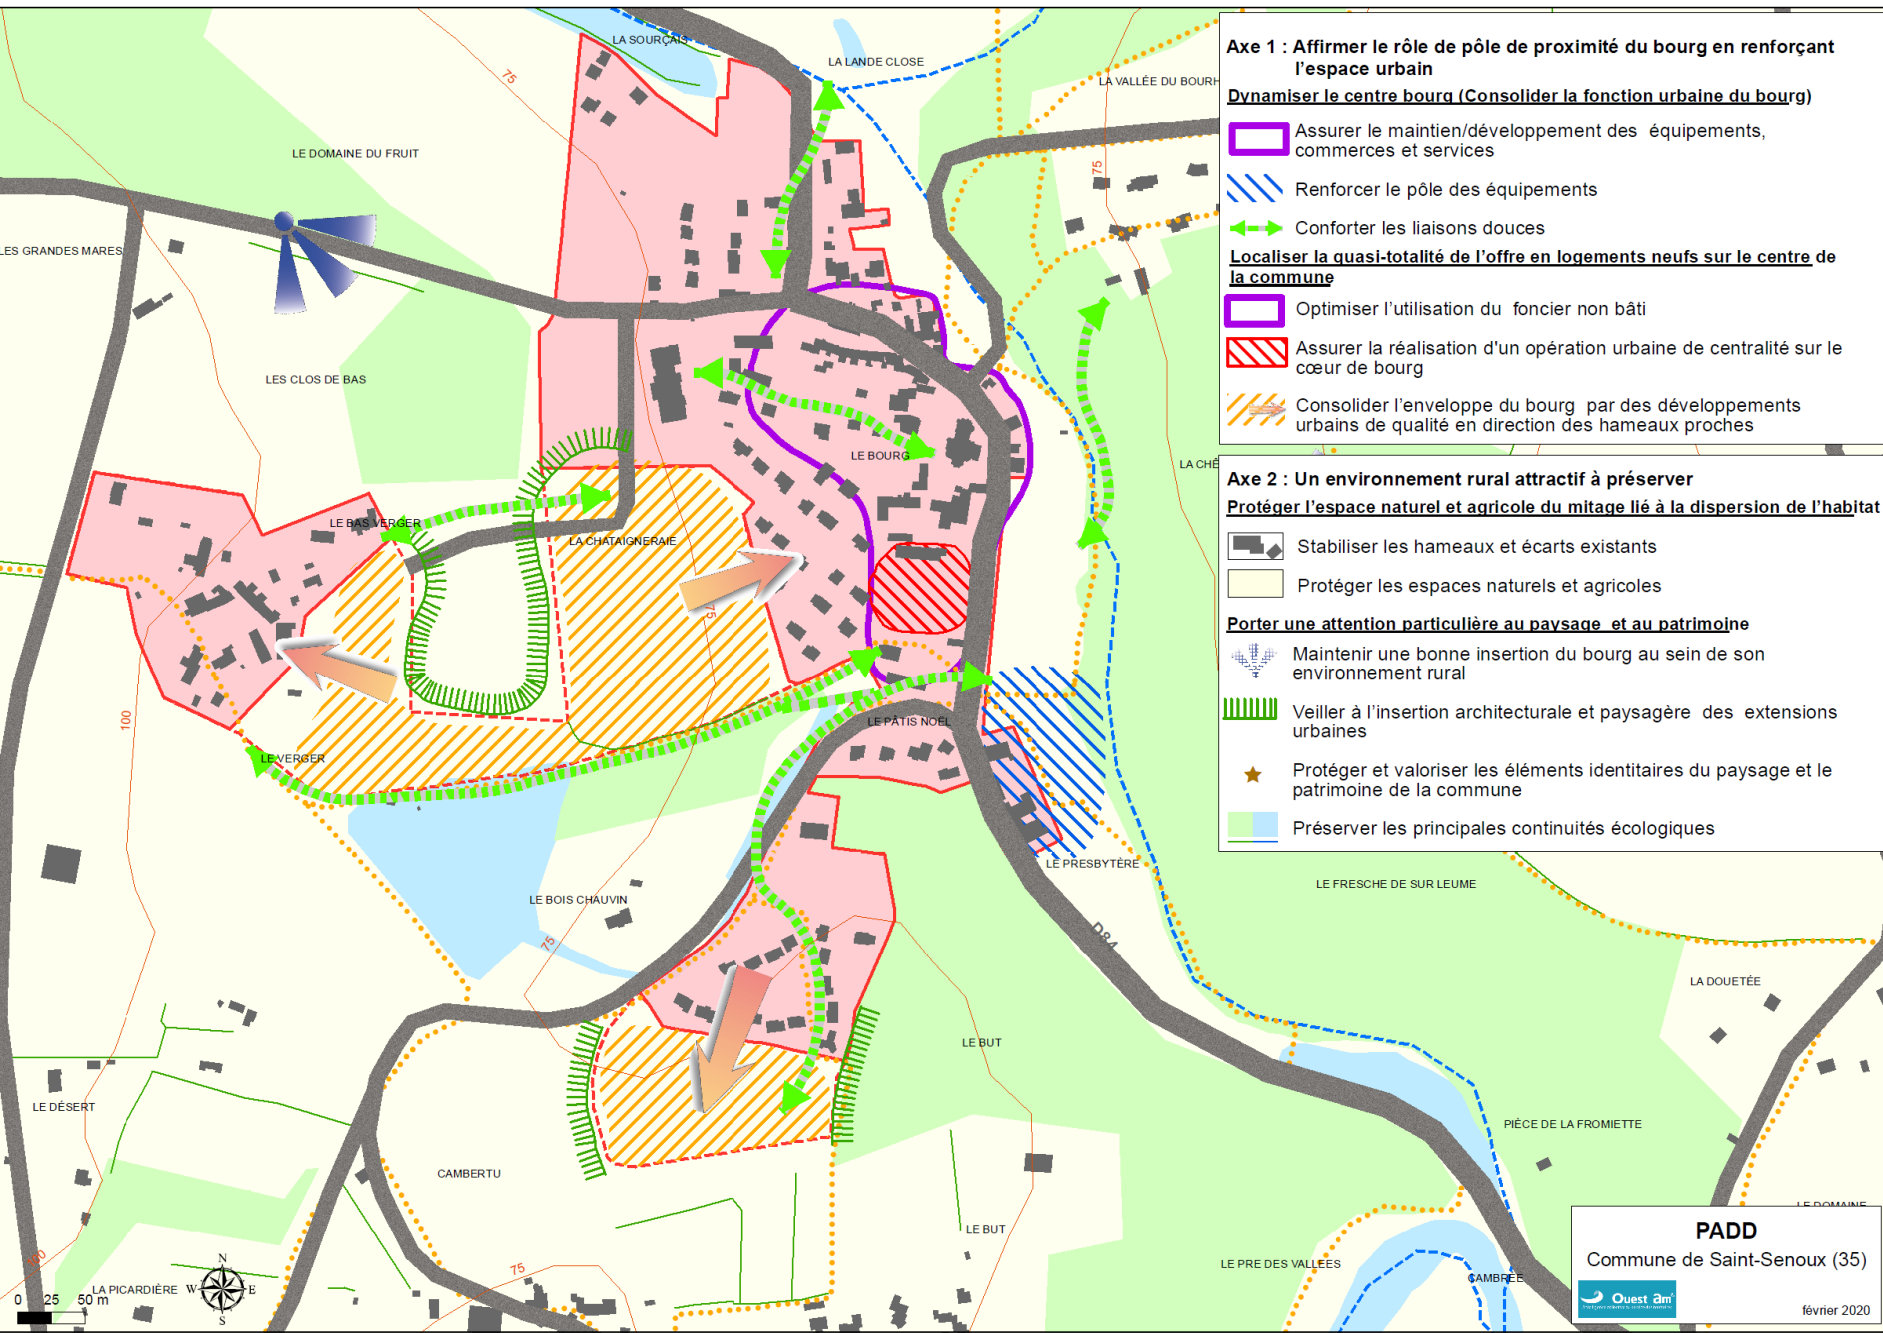 Axe 1 : Affirmer le rôle de pôle de proximité du bourg en renforçant
l'espace urbain
Dynamiser le centre bourg (Consolider la fonction urbaine du bourg)
Assurer le maintien/développement des équipements,
commerces et services
Renforcer le pôle des équipements
Conforter les liaisons douces
Localiser la quasi-totalité de l'offre en logements neufs sur le centre de
la commune
Optimiser l'utilisation du foncier non bâti
Assurer la réalisation d'un opération urbaine de centralité sur le
cœur de bourg
Consolider l'enveloppe du bourg par des développements
urbains de qualité en direction des hameaux proches
Axe 2 : Un environnement rural attractif à préserver
Protéger l'espace naturel et agricole du mitage lié à la dispersion de l'habitat
Stabiliser les hameaux et écarts existants
Protéger les espaces naturels et agricoles
Porter une attention particulière au paysage et au patrimoine
Maintenir une bonne insertion du bourg au sein de son
environnement rural
Veiller à l'insertion architecturale et paysagère des extensions
urbaines
Protéger et valoriser les éléments identitaires du paysage et le
patrimoine de la commune
Préserver les principales continuités écologiques
LA SOURÇAIS
LA LANDE CLOSE
LA VALLÉE DU BOURH
75
75
LE DOMAINE DU FRUIT
LES GRANDES MARES
LES CLOS DE BAS
LE BOURG
LA CHÊ
LE BAS VERGER
LA CHATAIGNERAIE
75
100
LE PÂTIS NOËL
LE VERGER
LE PRESBYTÈRE
LE FRESCHE DE SUR LEUME
LE BOIS CHAUVIN
75
D84
LA DOUETÉE
LE BUT
LE DÉSERT
PIÈCE DE LA FROMIETTE
CAMBERTU
LE DOMAINE
LE BUT
100
LE PRE DES VALLEES
CAMBRÉE
75
LA PICARDIÈRE
N
W
E
S
0 25 50 m
PADD
Commune de Saint-Senoux (35)
Ouest am'
février 2020